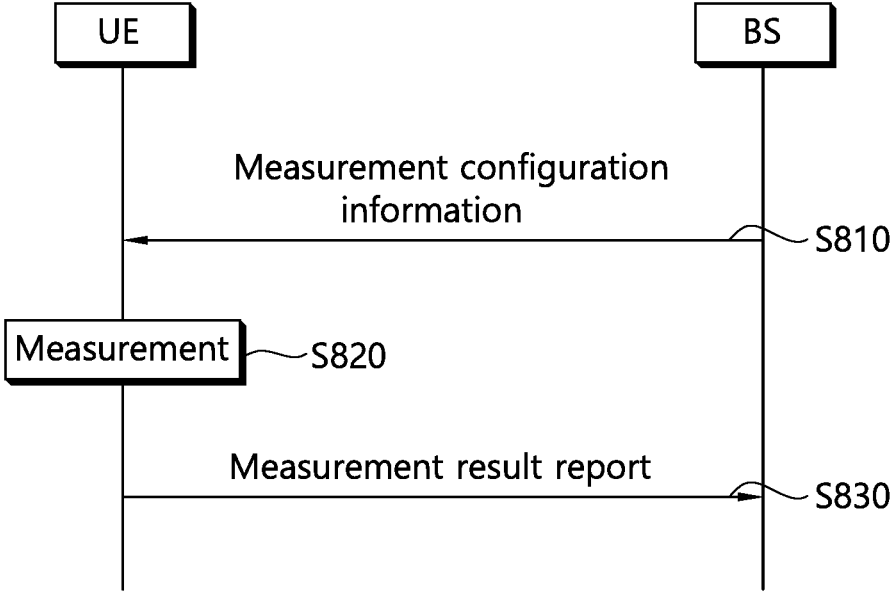 UE
BS
Measurement configuration
information
S810
Measurement
S820
Measurement result report
S830